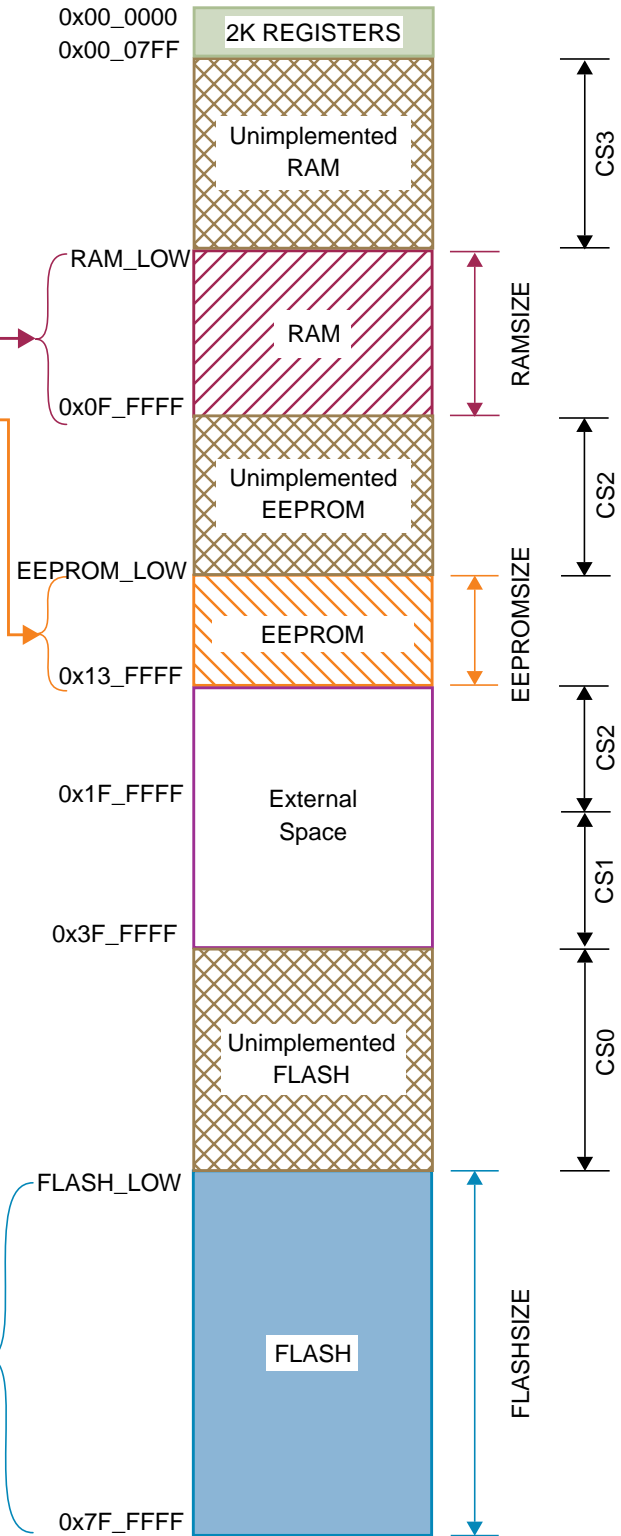 0x00_0000
2K REGISTERS
0x00_07FF
Unimplemented
RAM
CS3
RAM_LOW
RAM
RAMSIZE
0x0F_FFFF
Unimplemented
EEPROM
CS2
EEPROM_LOW
EEPROM
EEPROMSIZE
0x13_FFFF
CS2
0x1F_FFFF
External
Space
CS1
0x3F_FFFF
Unimplemented
FLASH
CS0
FLASH_LOW
FLASH
FLASHSIZE
0x7F_FFFF